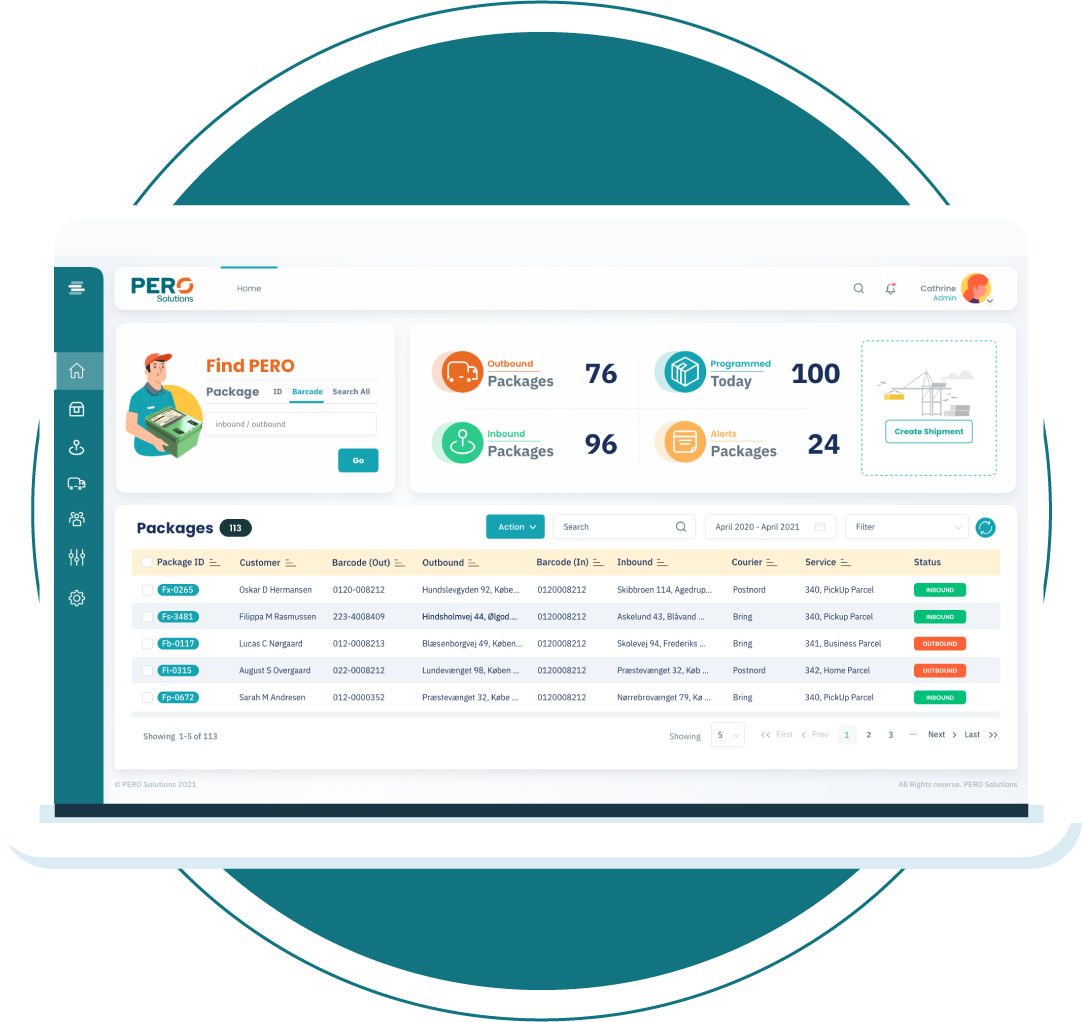 PERO
Solutions
Home
Cathrine
Admin
Find PERO
Package ID Barcode Search All
inbound / outbound
Go
Outbound
Packages 76
Programmed
Today 100
Inbound
Packages 96
Alerts
Packages 24
Create Shipment
Packages 113
Action Search April 2020 - April 2021 Filter
Package ID Customer Barcode (Out) Outbound Barcode (In) Inbound Courier Service Status
Fx-0265 Oskar D Hermansen 0120-008212 Hundslevgyden 92, Købe... 0120008212 Skibbroen 114, Agedrup... Postnord 340, PickUp Parcel INBOUND
Fs-3481 Filippa M Rasmussen 223-4008409 Hindsholmvej 44, Ølgod.... 0120008212 Askelund 43, Blåvand ... Bring 340, Pickup Parcel INBOUND
Fb-0117 Lucas C Nørgaard 012-0008213 Blæsenborgvej 49, Køben... 0120008212 Skolevej 94, Frederiks ... Bring 341, Business Parcel OUTBOUND
Fl-0315 August S Overgaard 022-0008212 Lundevænget 98, Køben ... 0120008212 Præstevænget 32, Køb ... Postnord 342, Home Parcel OUTBOUND
Fp-0672 Sarah M Andresen 012-0000352 Præstevænget 32, Købe ... 0120008212 Nørrebrovænget 79, Kø ... Bring 340, PickUp Parcel INBOUND
Showing 1-5 of 113
Showing 5 << First < Prev 1 2 3 ... Next > Last >>
© PERO Solutions 2021
All Rights reverse. PERO Solutions